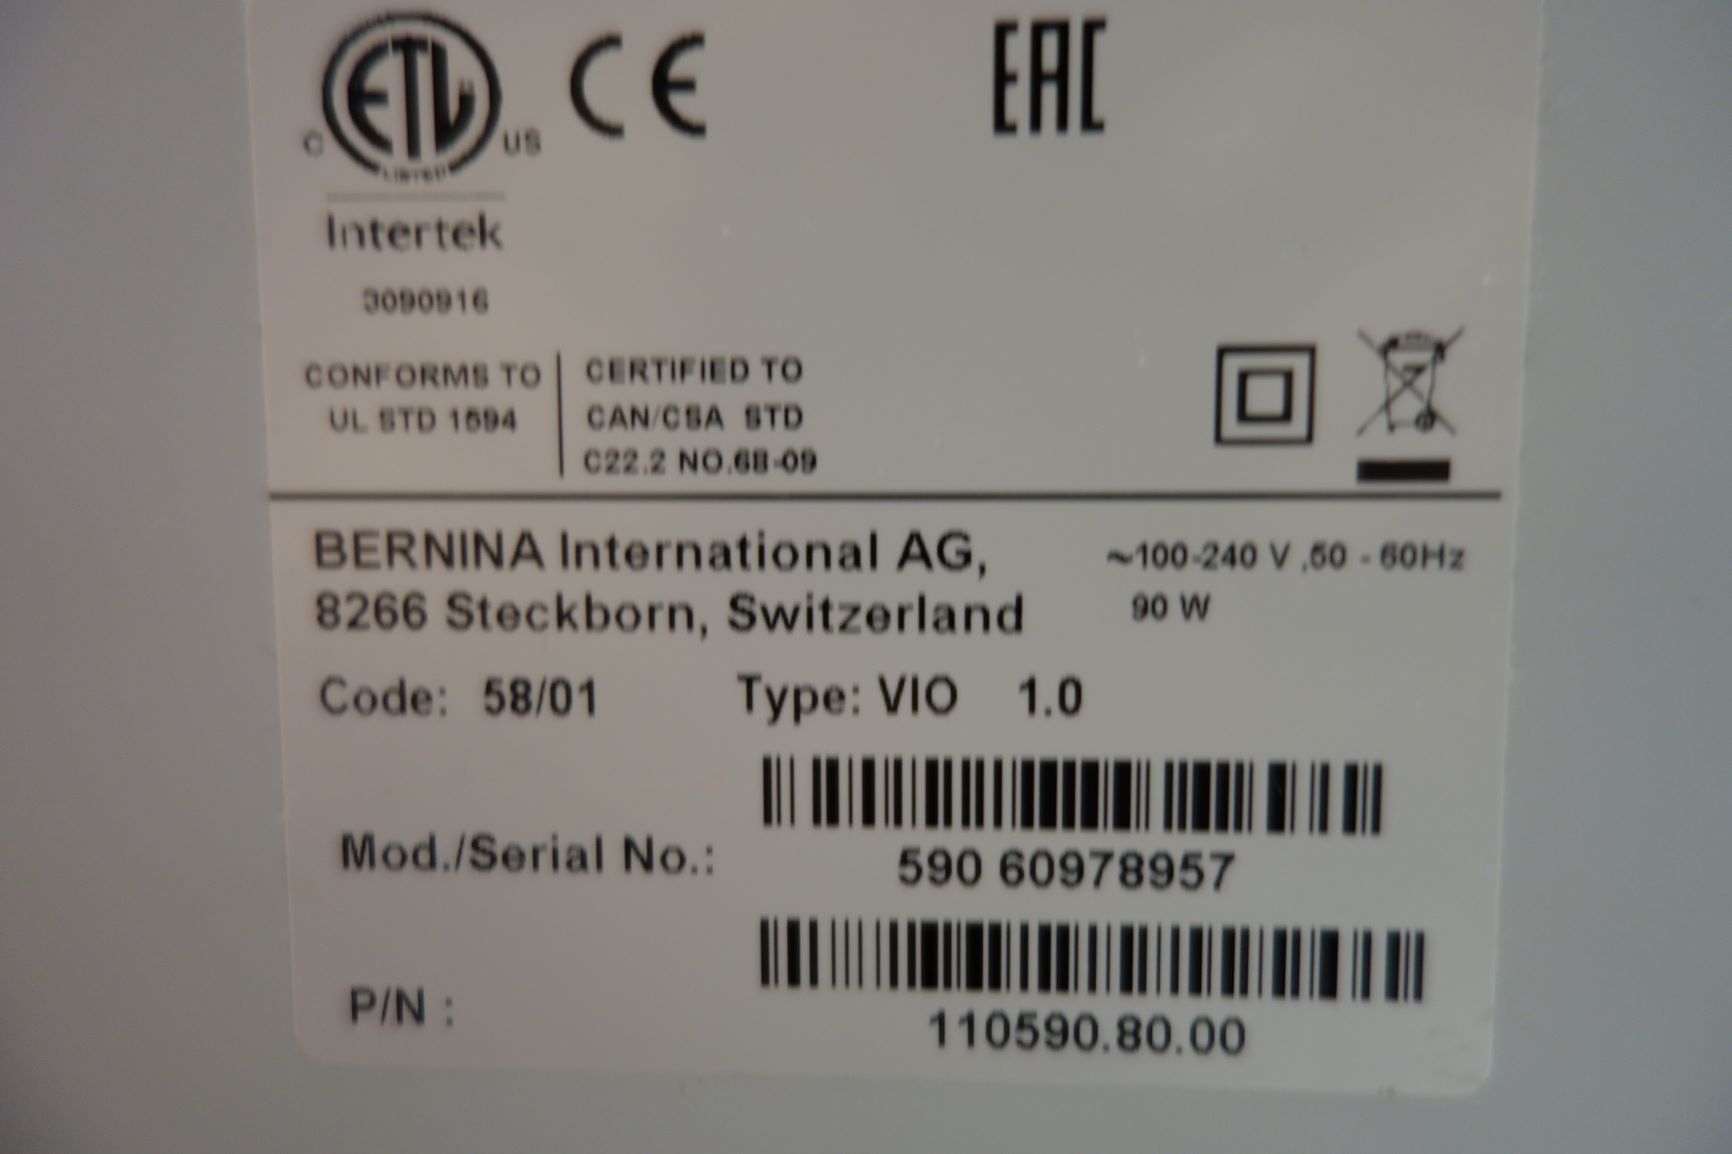 ETL
C US
LISTED
CE
EAC
Intertek
3090916
CONFORMS TO
UL STD 1594
CERTIFIED TO
CAN/CSA STD
C22.2 NO.68-09
BERNINA International AG,
8266 Steckborn, Switzerland
~100-240 V ,50 - 60Hz
90 W
Code: 58/01 Type: VIO 1.0
Mod./Serial No.: 590 60978957
P/N : 110590.80.00